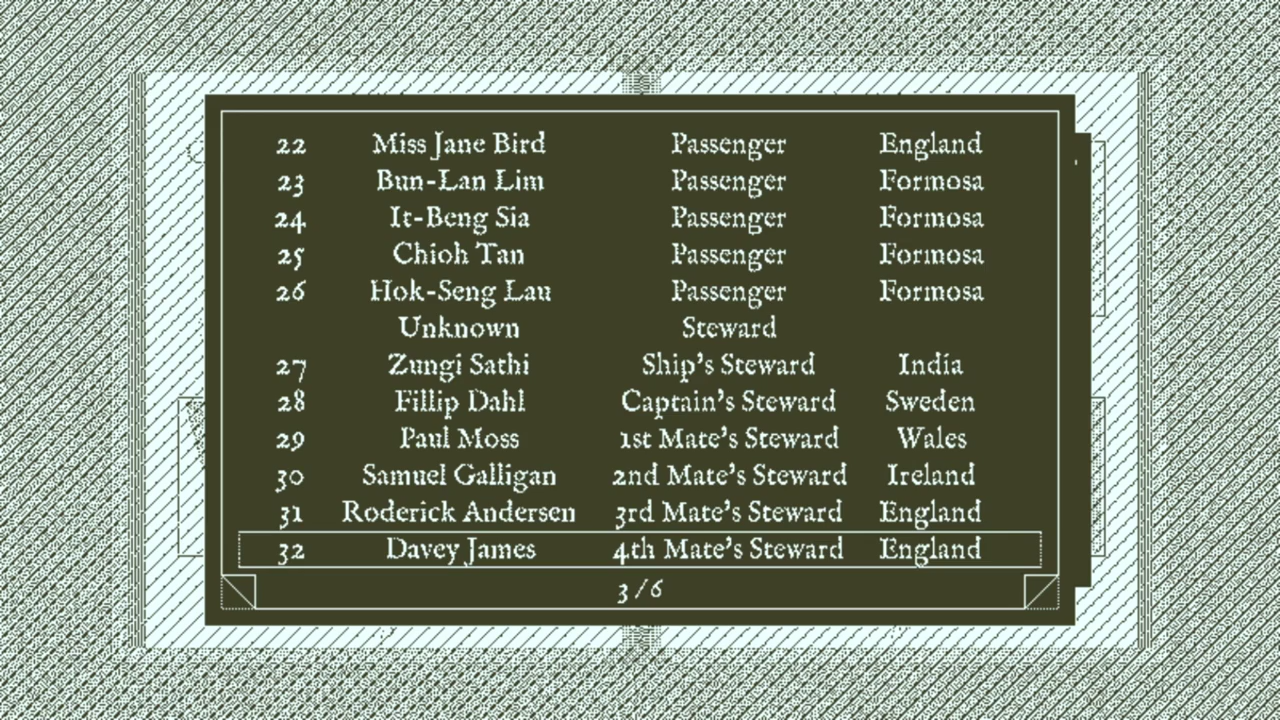 22 Miss Jane Bird Passenger England
23 Bun-Lan Lim Passenger Formosa
24 It-Beng Sia Passenger Formosa
25 Chioh Tan Passenger Formosa
26 Hok-Seng Lau Passenger Formosa
Unknown Steward
27 Zungi Sathi Ship's Steward India
28 Fillip Dahl Captain's Steward Sweden
29 Paul Moss 1st Mate's Steward Wales
30 Samuel Galligan 2nd Mate's Steward Ireland
31 Roderick Andersen 3rd Mate's Steward England
32 Davey James 4th Mate's Steward England
3/6